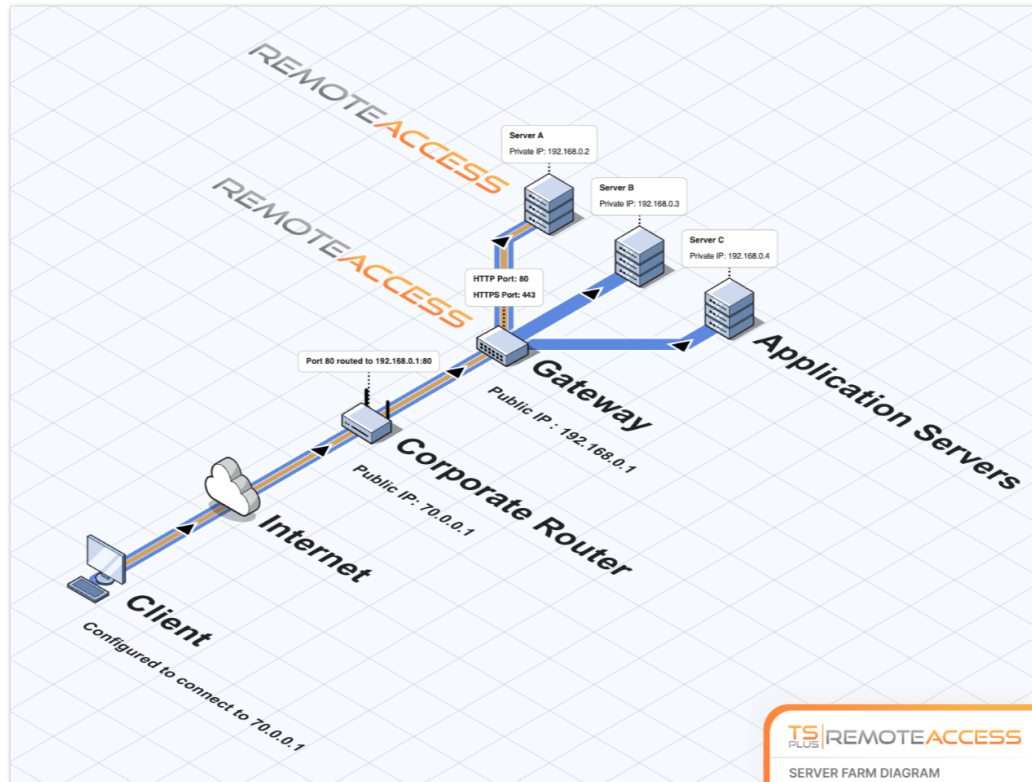 REMOTEACCESS
Server A
Private IP: 192.168.0.2
REMOTEACCESS
Server B
Private IP: 192.168.0.3
Server C
Private IP: 192.168.0.4
HTTP Port: 80
HTTPS Port: 443
Application Servers
Port 80 routed to 192.168.0.1:80
Gateway
Public IP : 192.168.0.1
Corporate Router
Public IP: 70.0.0.1
Internet
Client
Configured to connect to 70.0.0.1
TS PLUS REMOTEACCESS
SERVER FARM DIAGRAM